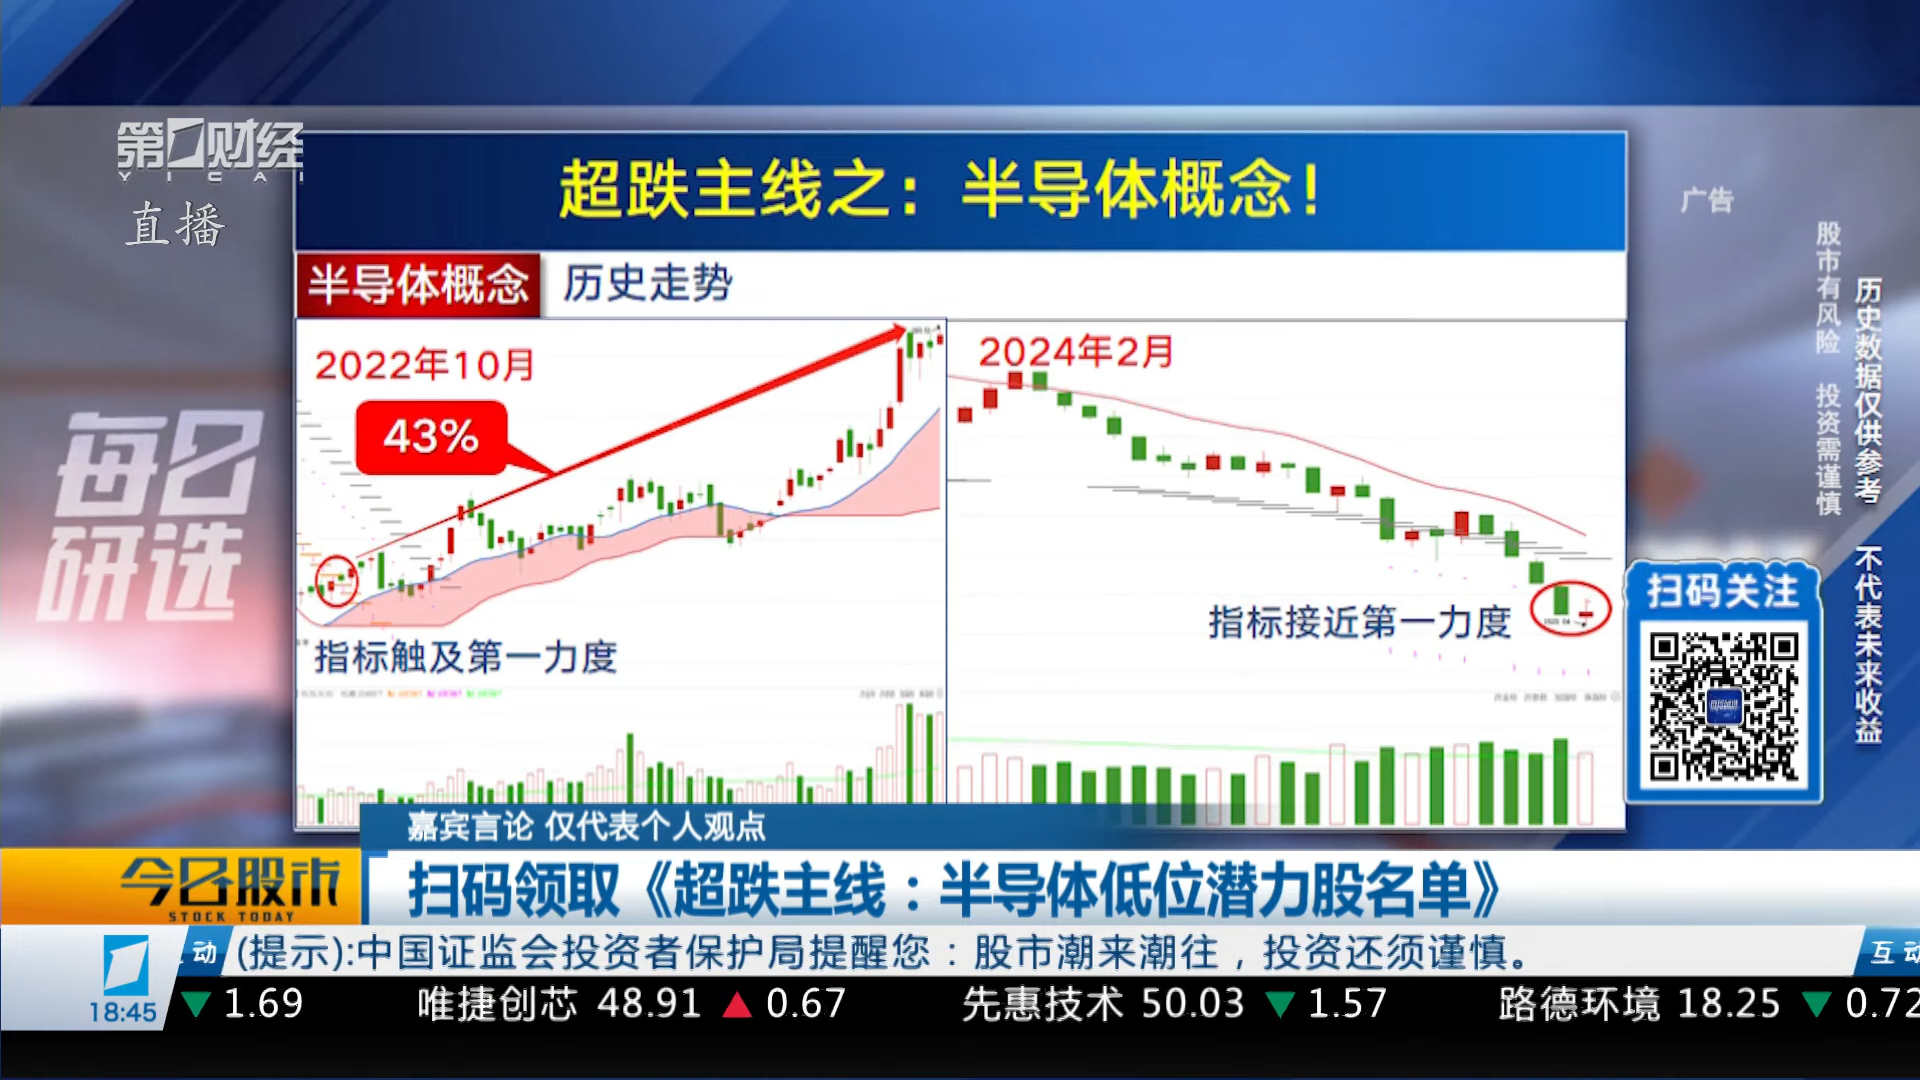 第1财经
YICAI
直播
超跌主线之：半导体概念！
广告
半导体概念 历史走势
2022年10月
43%
指标触及第一力度
2024年2月
指标接近第一力度
股市有风险 投资需谨慎
历史数据仅供参考 不代表未来收益
每日
研选
扫码关注
嘉宾言论 仅代表个人观点
今日股市
STOCK TODAY
扫码领取《超跌主线：半导体低位潜力股名单》
动 (提示):中国证监会投资者保护局提醒您：股市潮来潮往，投资还须谨慎。 互动
18:45
▼ 1.69 唯捷创芯 48.91 ▲ 0.67 先惠技术 50.03 ▼ 1.57 路德环境 18.25 ▼ 0.72